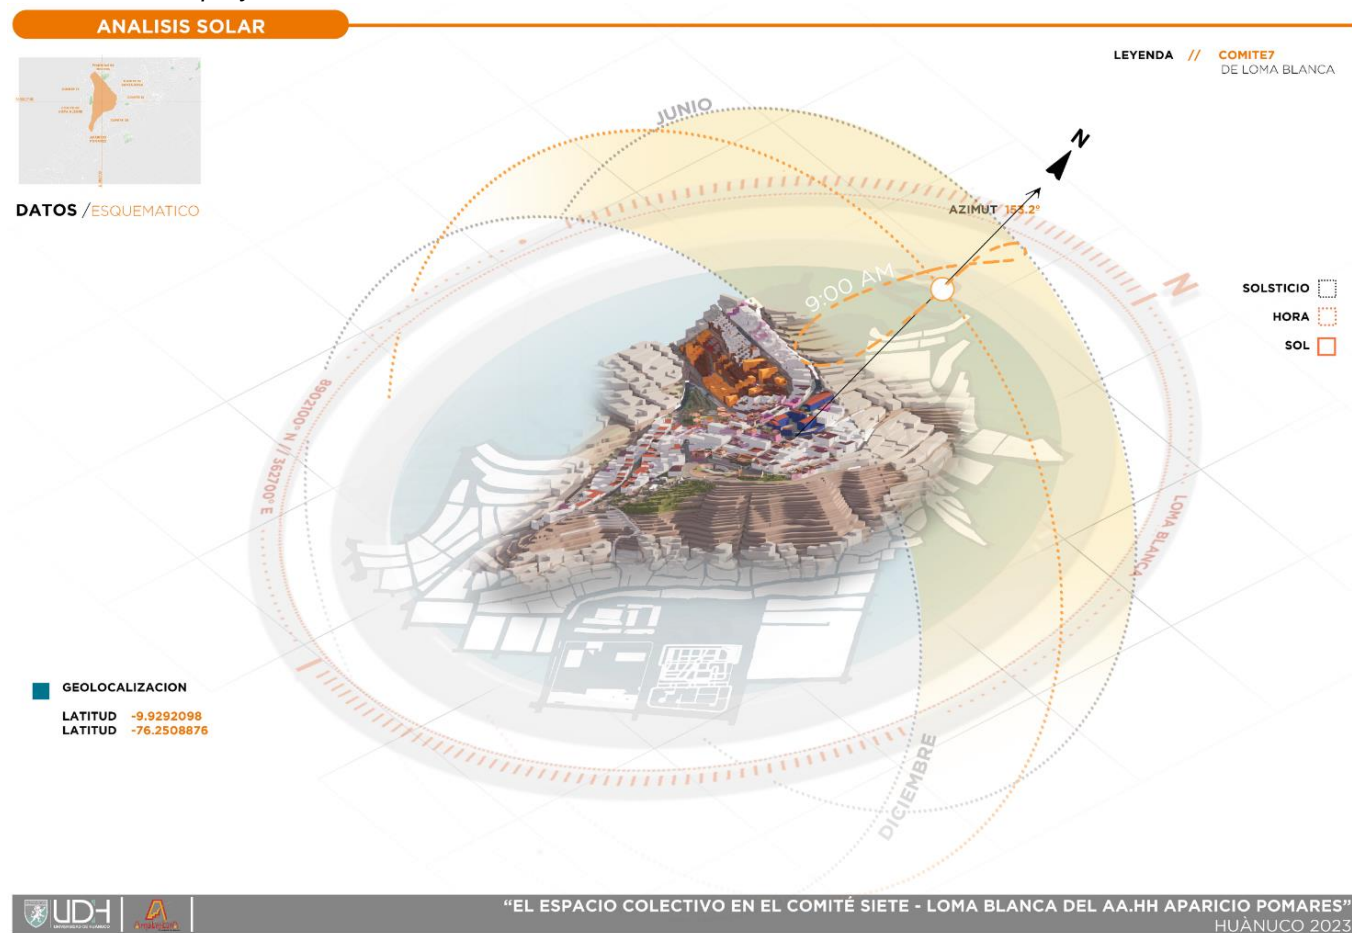 ANALISIS SOLAR
LEYENDA // COMITE7
DE LOMA BLANCA
DATOS /ESQUEMATICO
JUNIO
N
AZIMUT 153.2°
N
9:00 AM
SOLSTICIO
HORA
SOL
8902100° N // 362700° E
LOMA BLANCA
GEOLOCALIZACION
LATITUD -9.9292098
LATITUD -76.2508876
DICIEMBRE
UDH
"EL ESPACIO COLECTIVO EN EL COMITÉ SIETE - LOMA BLANCA DEL AA.HH APARICIO POMARES"
HUÀNUCO 2023